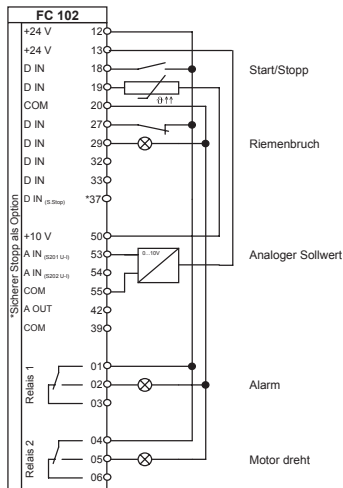 FC 102
+24 V 12
+24 V 13
D IN 18 Start/Stopp
D IN 19
ϑ↑↑
COM 20
D IN 27
D IN 29 Riemenbruch
D IN 32
D IN 33
D IN (S.Stop) *37
*Sicherer Stopp als Option
+10 V 50
A IN (S201 U-I) 53 0...10V Analoger Sollwert
A IN (S202 U-I) 54
COM 55
A OUT 42
COM 39
Relais 1
01
02 Alarm
03
Relais 2
04
05 Motor dreht
06